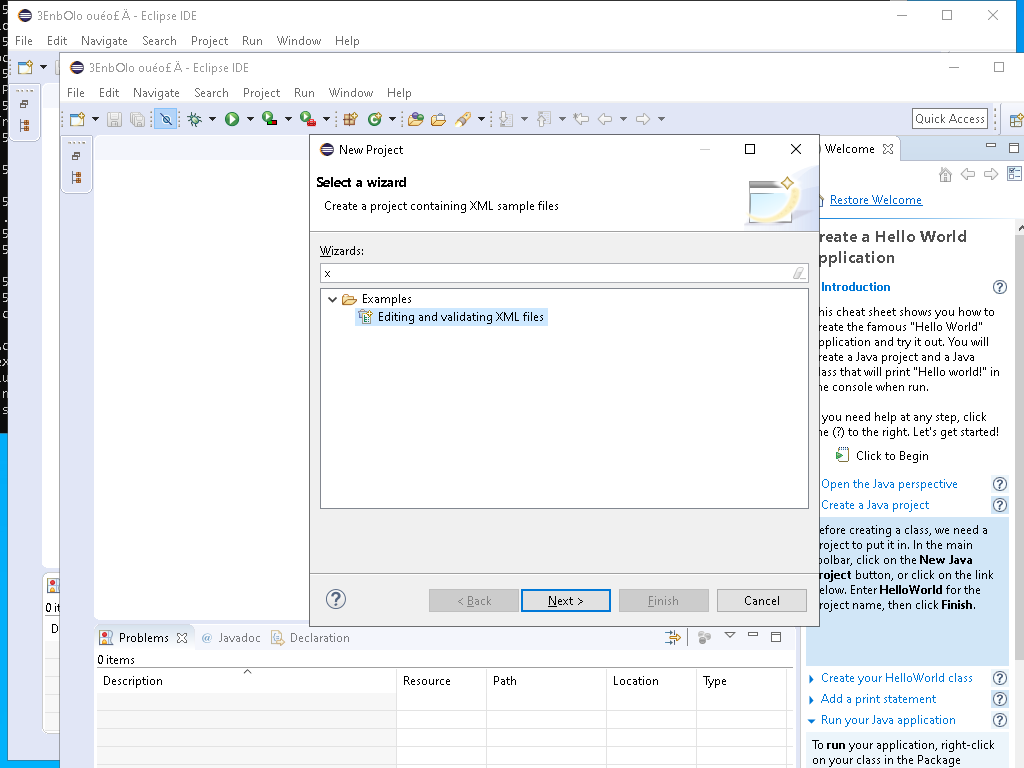 3EnbOlo ouéo£ Ä - Eclipse IDE
File Edit Navigate Search Project Run Window Help
3EnbOlo ouéo£ Ä - Eclipse IDE
File Edit Navigate Search Project Run Window Help
Quick Access
New Project
Welcome
Select a wizard
Create a project containing XML sample files
Restore Welcome
Wizards:
x
Examples
Editing and validating XML files
reate a Hello World
pplication
Introduction
his cheat sheet shows you how to
reate the famous "Hello World"
pplication and try it out. You will
reate a Java project and a Java
lass that will print "Hello world!" in
he console when run.
you need help at any step, click
he (?) to the right. Let's get started!
Click to Begin
Open the Java perspective
Create a Java project
efore creating a class, we need a
roject to put it in. In the main
oolbar, click on the New Java
roject button, or click on the link
elow. Enter HelloWorld for the
roject name, then click Finish.
< Back
Next >
Finish
Cancel
0 it
D
Problems
@ Javadoc
Declaration
0 items
Description
Resource
Path
Location
Type
Create your HelloWorld class
Add a print statement
Run your Java application
To run your application, right-click
on your class in the Package